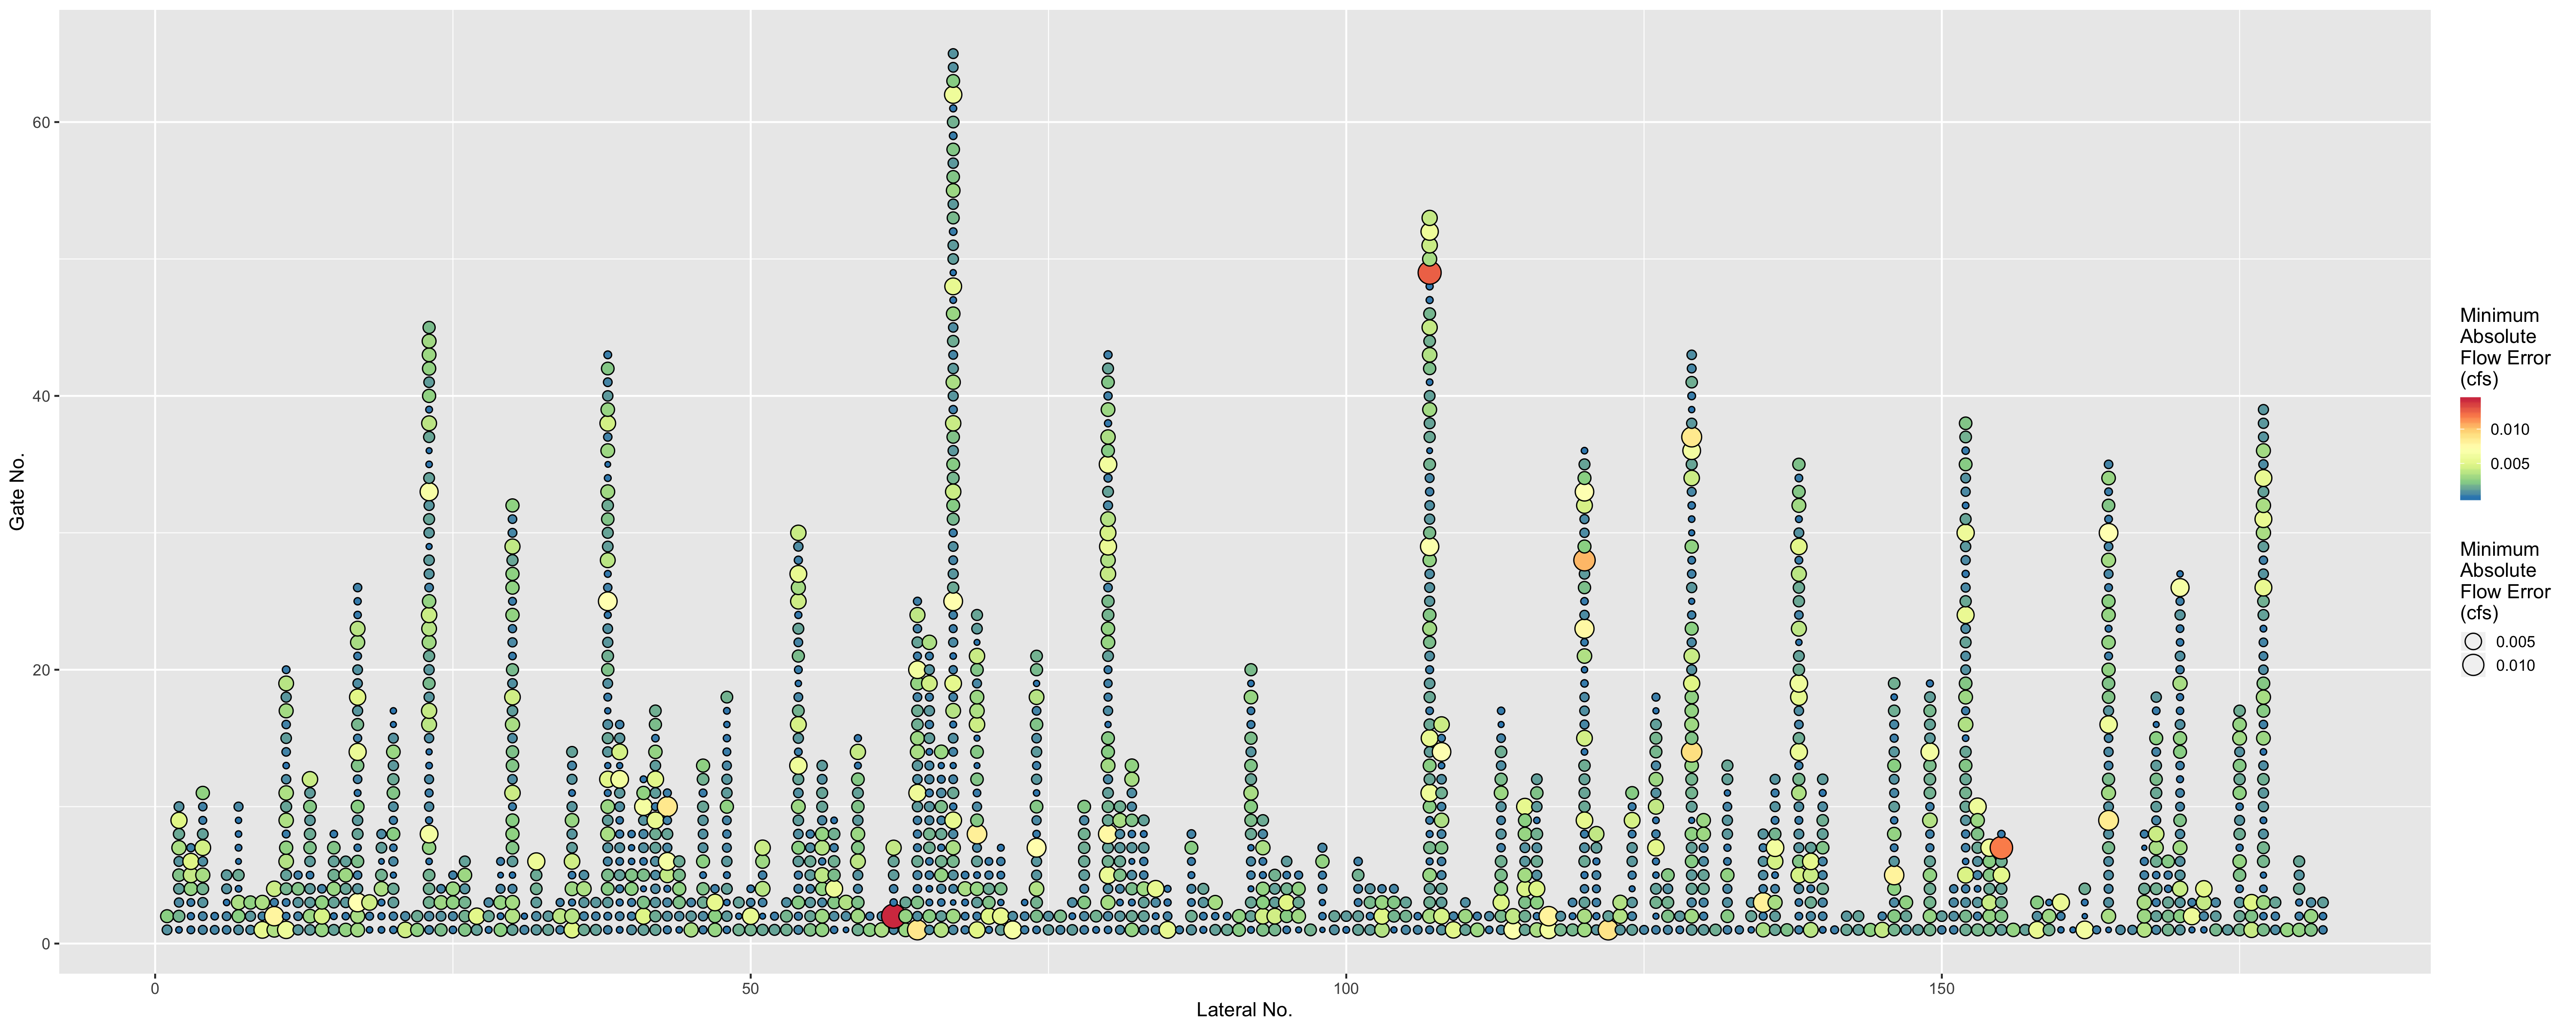 60
40
20
0
Gate No.
0
50
100
150
Lateral No.
Minimum
Absolute
Flow Error
(cfs)
0.010
0.005
Minimum
Absolute
Flow Error
(cfs)
0.005
0.010